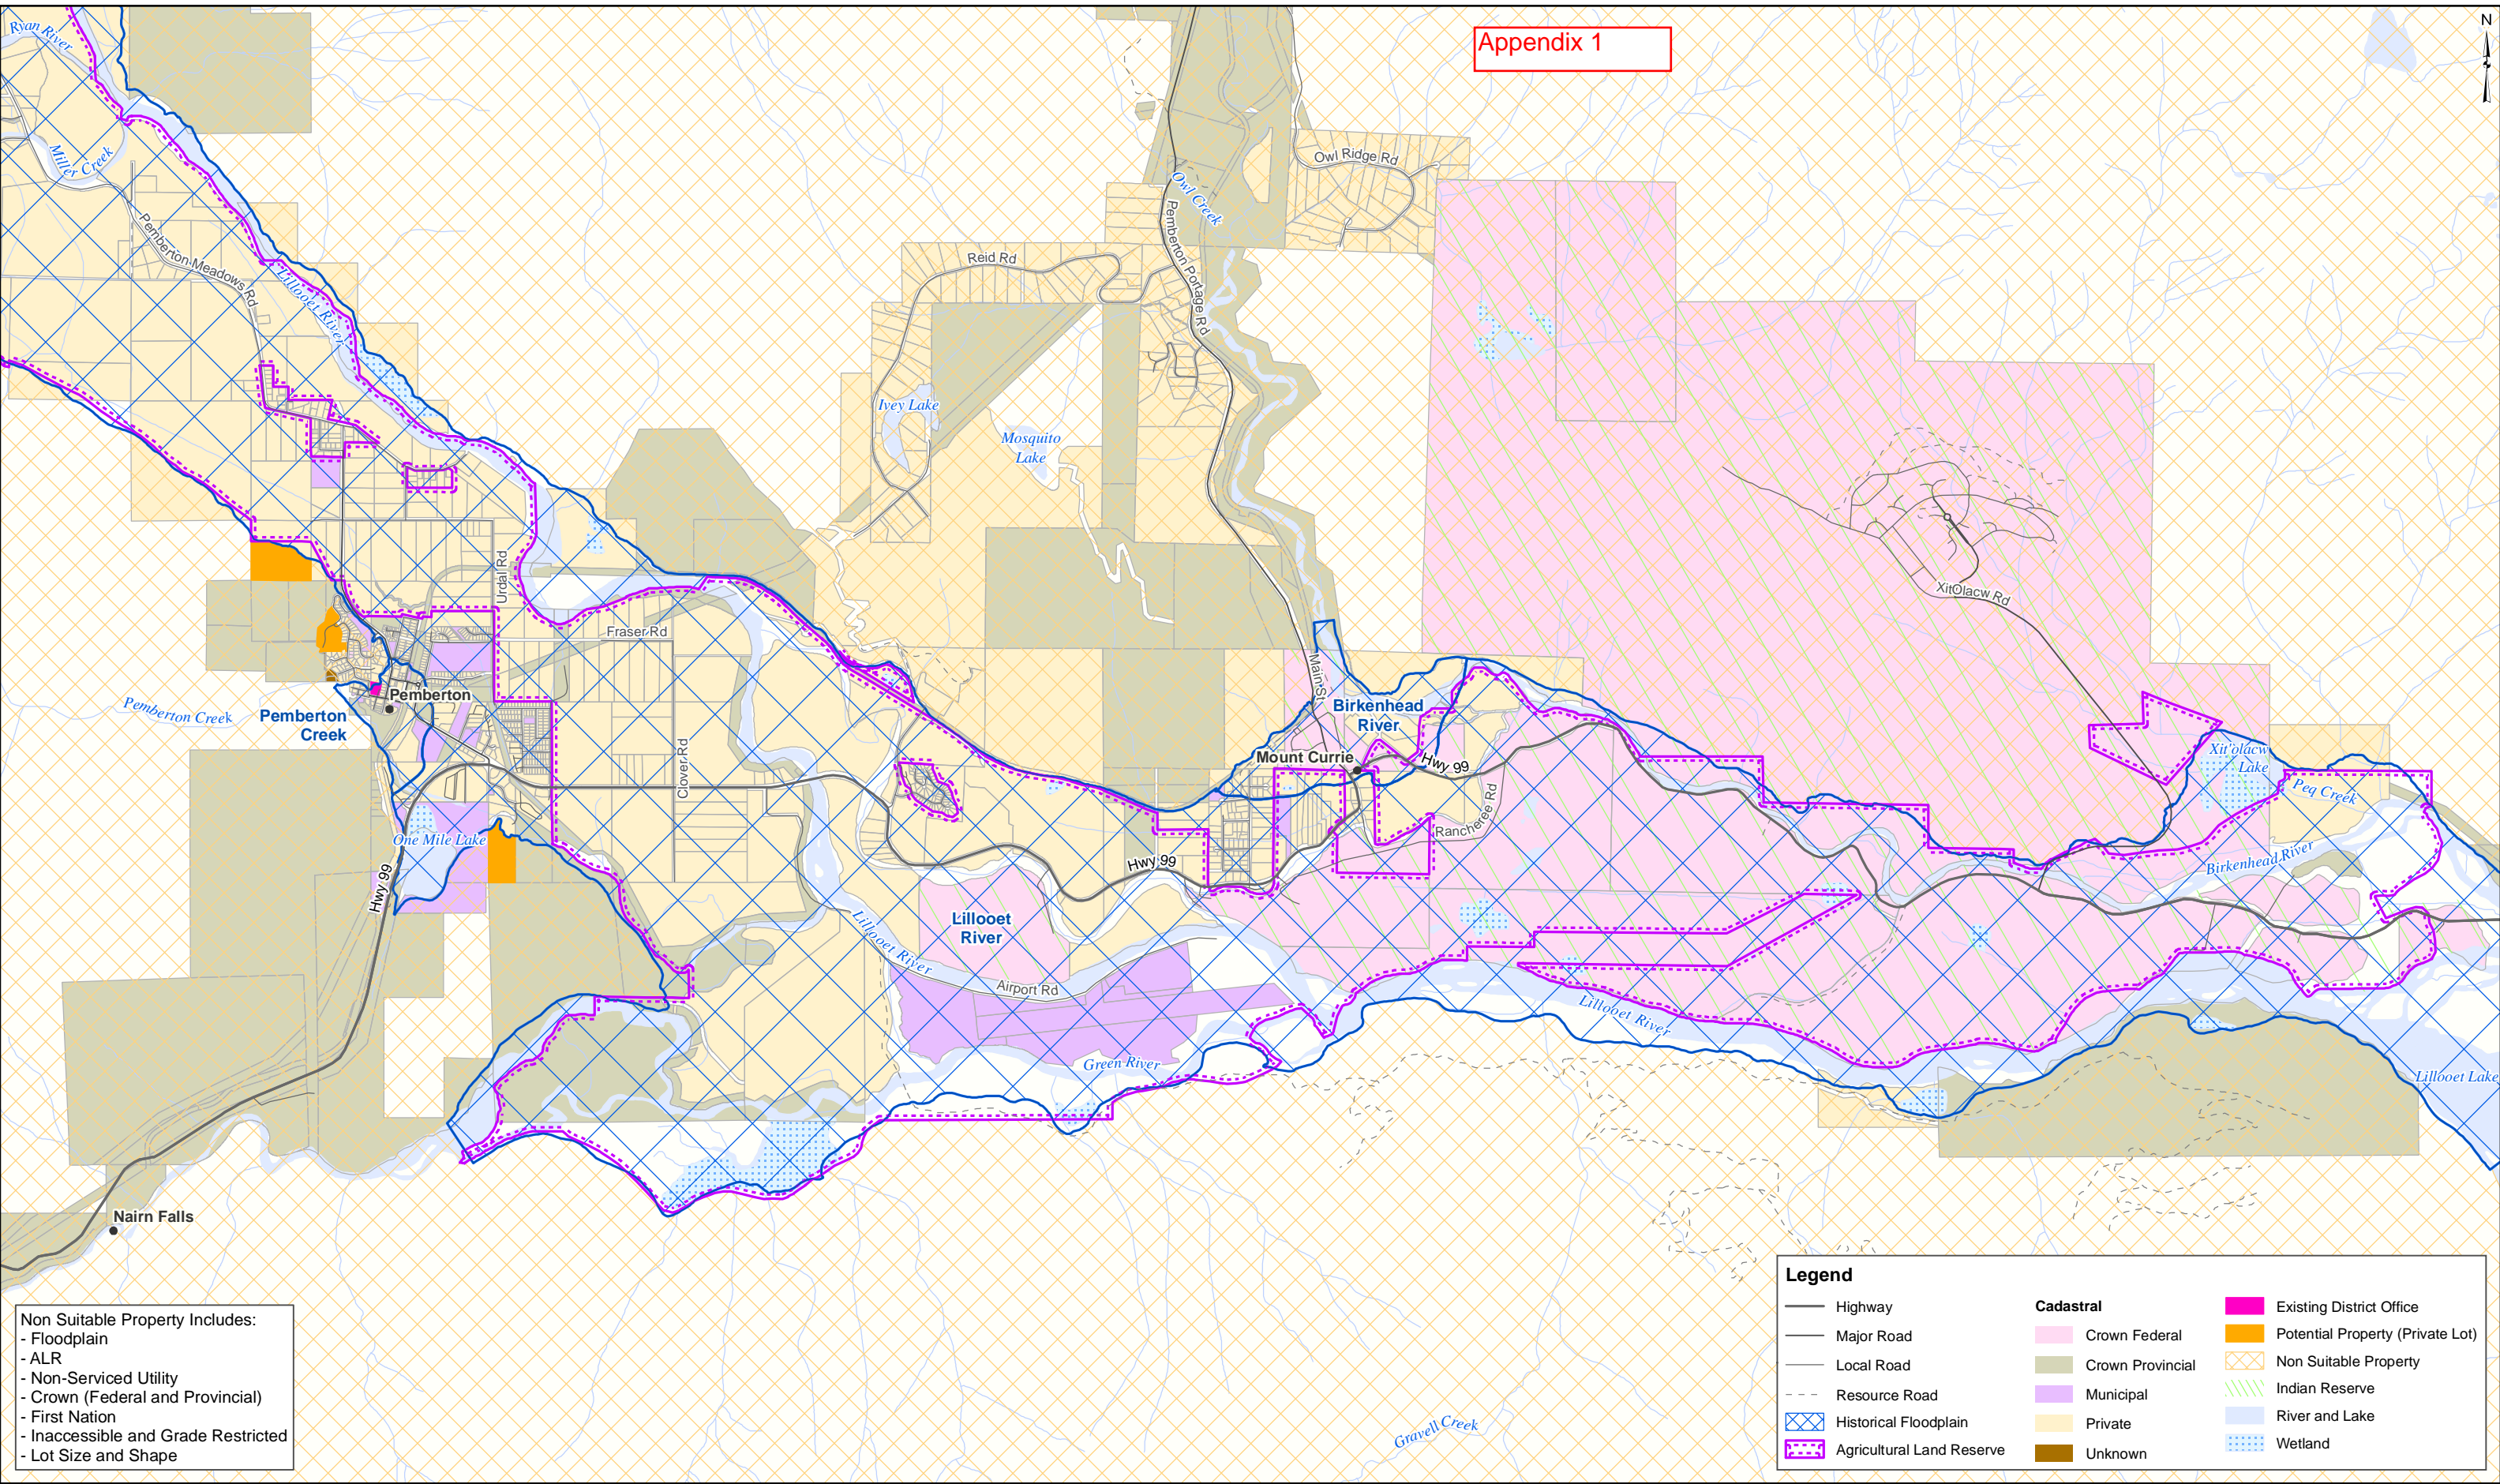 Appendix 1
N
Ryan River
Miller Creek
Pemberton Meadows Rd
Lillooet River
Owl Ridge Rd
Owl Creek
Pemberton Portage Rd
Reid Rd
Ivey Lake
Mosquito
Lake
Urdal Rd
Fraser Rd
Clover Rd
XitOlacw Rd
Main St
Pemberton
Pemberton Creek
Pemberton
Creek
Birkenhead
River
Mount Currie
Hwy 99
Rancheree Rd
Xit'olacw
Lake
Peq Creek
Birkenhead River
One Mile Lake
Hwy 99
Hwy 99
Lillooet
River
Lillooet River
Airport Rd
Green River
Lillooet River
Lillooet Lake
Nairn Falls
Gravell Creek
Non Suitable Property Includes:
- Floodplain
- ALR
- Non-Serviced Utility
- Crown (Federal and Provincial)
- First Nation
- Inaccessible and Grade Restricted
- Lot Size and Shape
Legend
Highway
Major Road
Local Road
Resource Road
Historical Floodplain
Agricultural Land Reserve
Cadastral
Crown Federal
Crown Provincial
Municipal
Private
Unknown
Existing District Office
Potential Property (Private Lot)
Non Suitable Property
Indian Reserve
River and Lake
Wetland